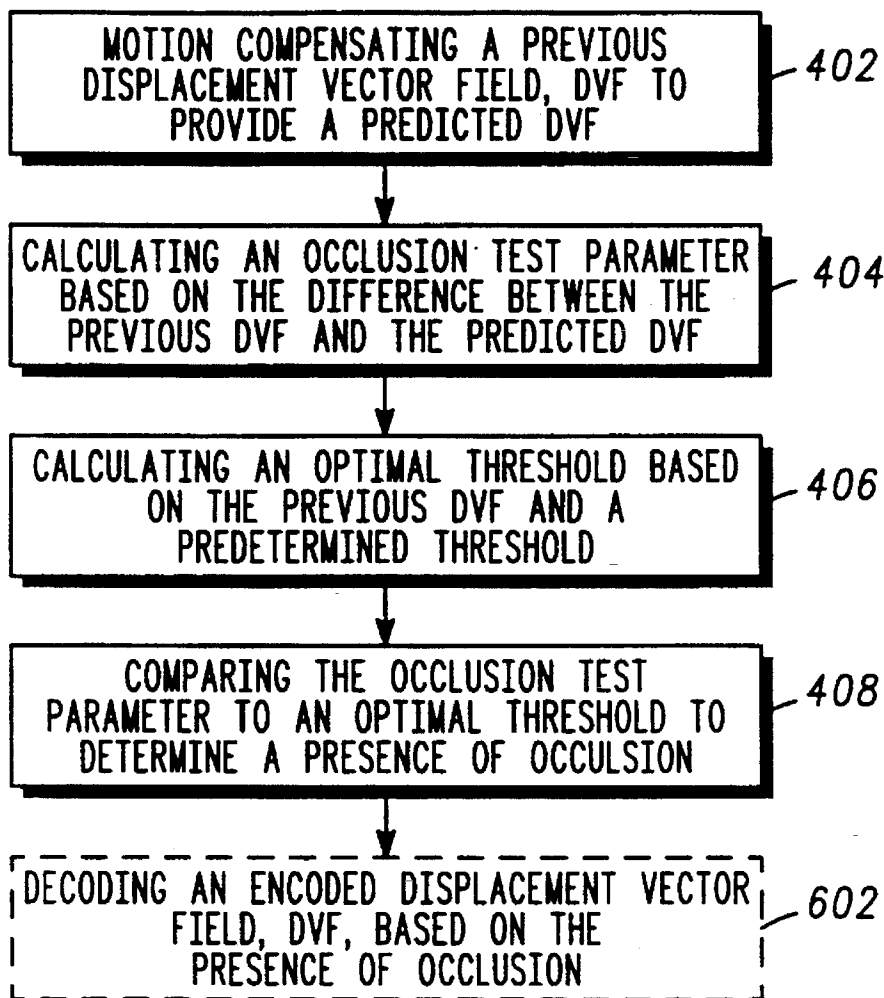 MOTION COMPENSATING A PREVIOUS
DISPLACEMENT VECTOR FIELD, DVF TO
PROVIDE A PREDICTED DVF
402
CALCULATING AN OCCLUSION TEST PARAMETER
BASED ON THE DIFFERENCE BETWEEN THE
PREVIOUS DVF AND THE PREDICTED DVF
404
CALCULATING AN OPTIMAL THRESHOLD BASED
ON THE PREVIOUS DVF AND A
PREDETERMINED THRESHOLD
406
COMPARING THE OCCLUSION TEST
PARAMETER TO AN OPTIMAL THRESHOLD TO
DETERMINE A PRESENCE OF OCCULSION
408
DECODING AN ENCODED DISPLACEMENT VECTOR
FIELD, DVF, BASED ON THE
PRESENCE OF OCCLUSION
602